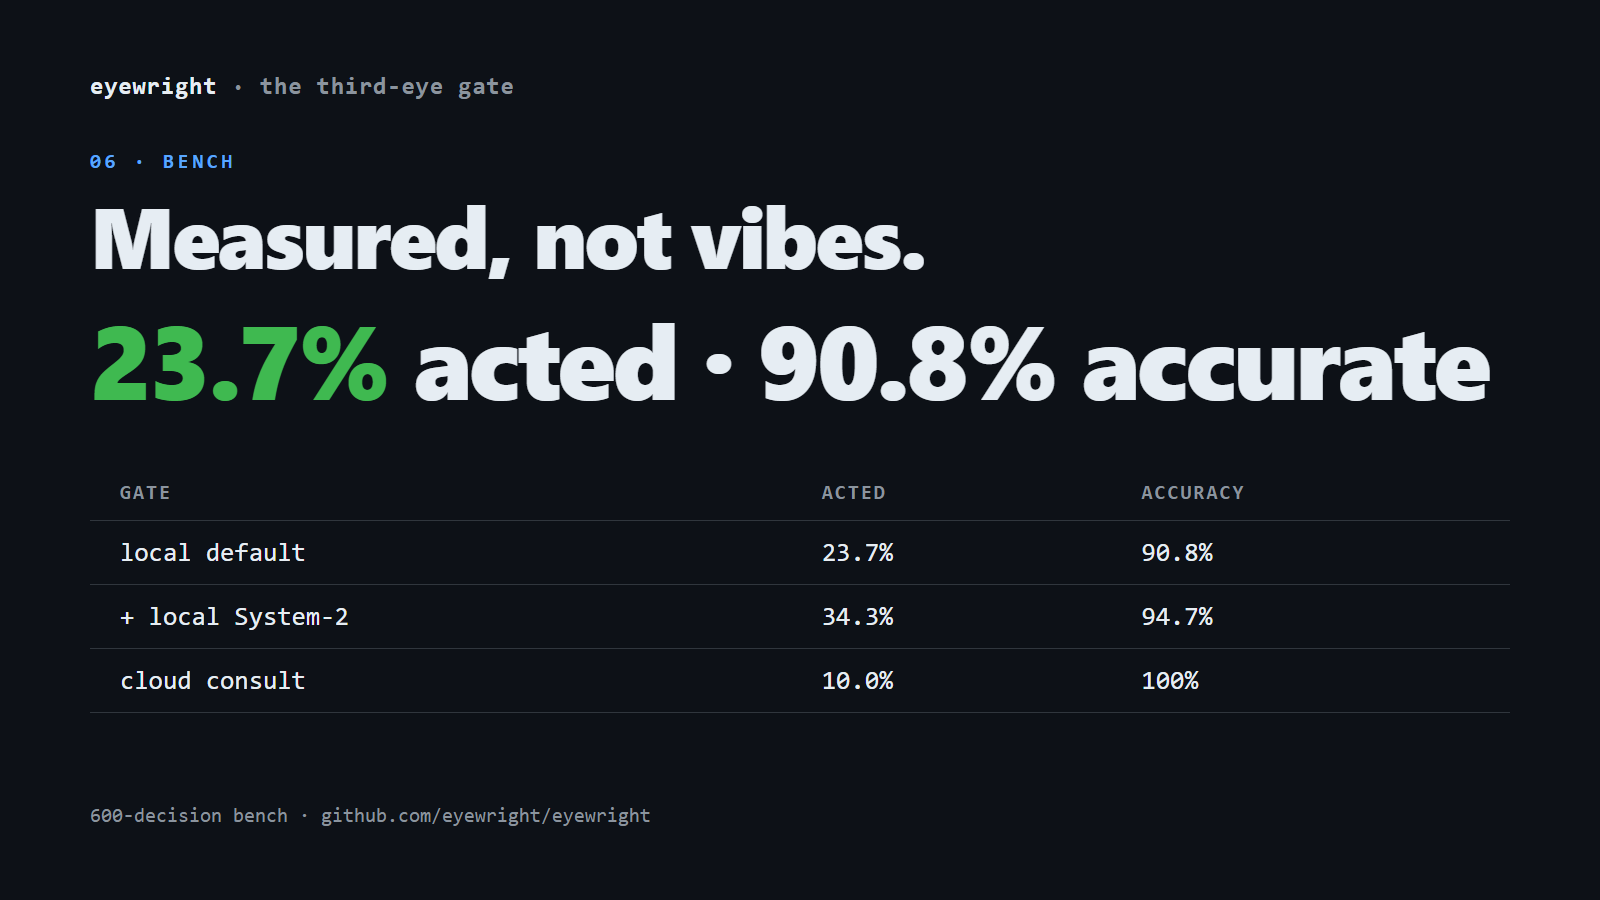 eyewright · the third-eye gate
06 · BENCH
Measured, not vibes.
23.7% acted · 90.8% accurate
GATE ACTED ACCURACY
local default 23.7% 90.8%
+ local System-2 34.3% 94.7%
cloud consult 10.0% 100%
600-decision bench · github.com/eyewright/eyewright